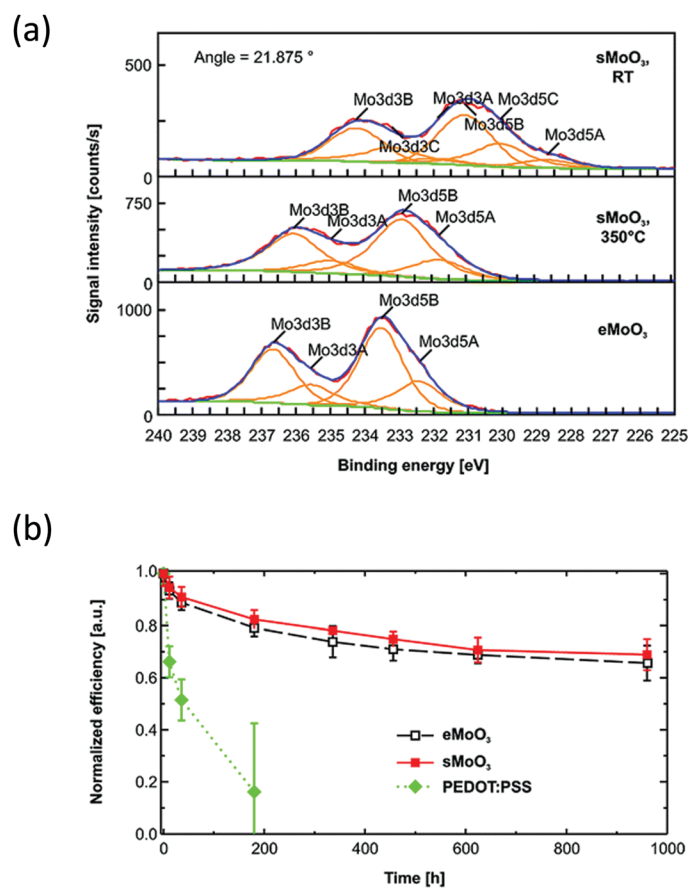 (a)
Angle = 21.875 °
sMoO₃,
RT
500
0
Mo3d3B
Mo3d3C
Mo3d3A
Mo3d5B
Mo3d5C
Mo3d5A
Signal intensity [counts/s]
sMoO₃,
350°C
750
0
Mo3d3B
Mo3d3A
Mo3d5B
Mo3d5A
eMoO₃
1000
0
Mo3d3B
Mo3d3A
Mo3d5B
Mo3d5A
240 239 238 237 236 235 234 233 232 231 230 229 228 227 226 225
Binding energy [eV]
(b)
Normalized efficiency [a.u.]
1.0
0.8
0.6
0.4
0.2
0.0
eMoO₃
sMoO₃
PEDOT:PSS
0 200 400 600 800 1000
Time [h]